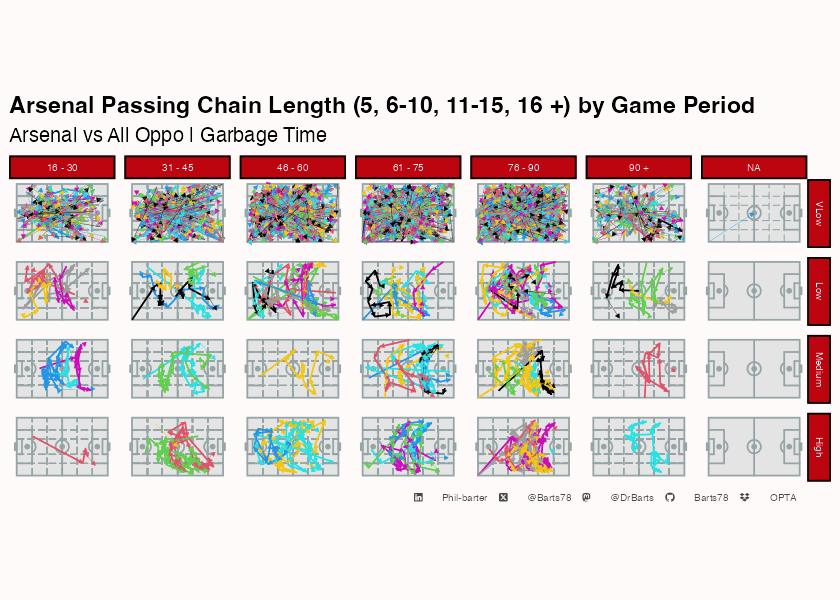 Arsenal Passing Chain Length (5, 6-10, 11-15, 16 +) by Game Period
Arsenal vs All Oppo | Garbage Time
16 - 30
31 - 45
46 - 60
61 - 75
76 - 90
90 +
NA
V.Low
Low
Medium
High
Phil-barter @Barts78 @DrBarts Barts78 OPTA